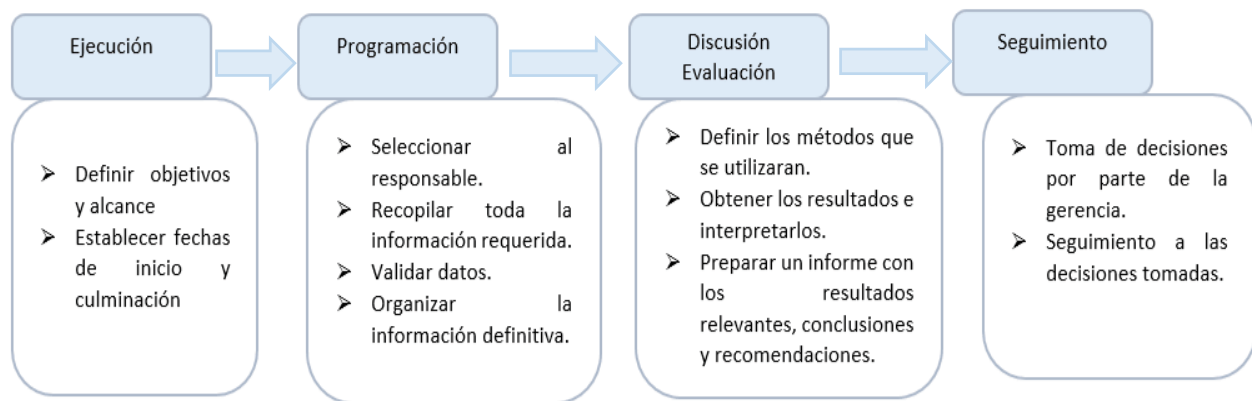 Ejecución
Programación
Discusión
Evaluación
Seguimiento
➤ Definir objetivos
y alcance
➤ Establecer fechas
de inicio y
culminación
➤ Seleccionar al
responsable.
➤ Recopilar toda la
información requerida.
➤ Validar datos.
➤ Organizar la
información definitiva.
➤ Definir los métodos que
se utilizaran.
➤ Obtener los resultados e
interpretarlos.
➤ Preparar un informe con
los resultados
relevantes, conclusiones
y recomendaciones.
➤ Toma de decisiones
por parte de la
gerencia.
➤ Seguimiento a las
decisiones tomadas.